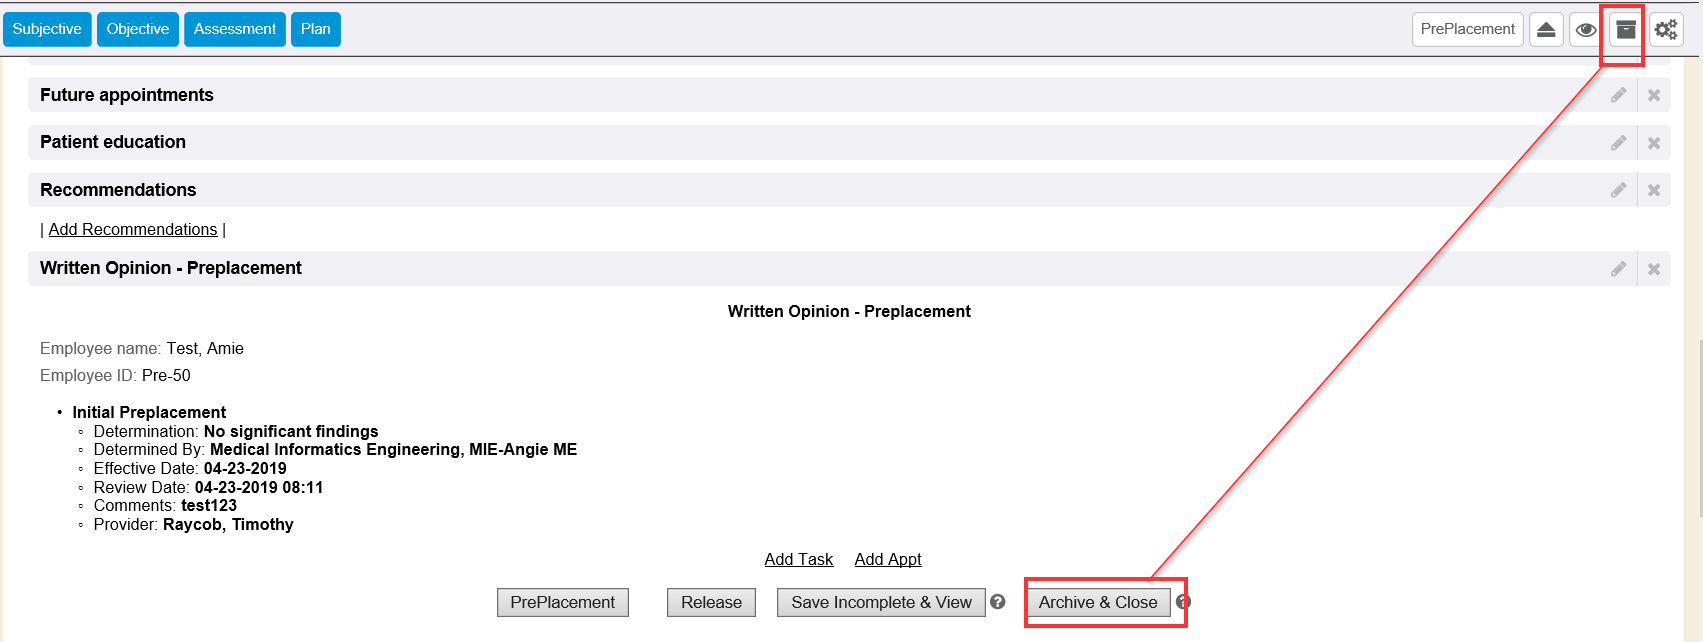 Subjective Objective Assessment Plan PrePlacement
Future appointments
Patient education
Recommendations
| Add Recommendations |
Written Opinion - Preplacement
Written Opinion - Preplacement
Employee name: Test, Amie
Employee ID: Pre-50
• Initial Preplacement
◦ Determination: No significant findings
◦ Determined By: Medical Informatics Engineering, MIE-Angie ME
◦ Effective Date: 04-23-2019
◦ Review Date: 04-23-2019 08:11
◦ Comments: test123
◦ Provider: Raycob, Timothy
Add Task Add Appt
PrePlacement Release Save Incomplete & View ? Archive & Close ?